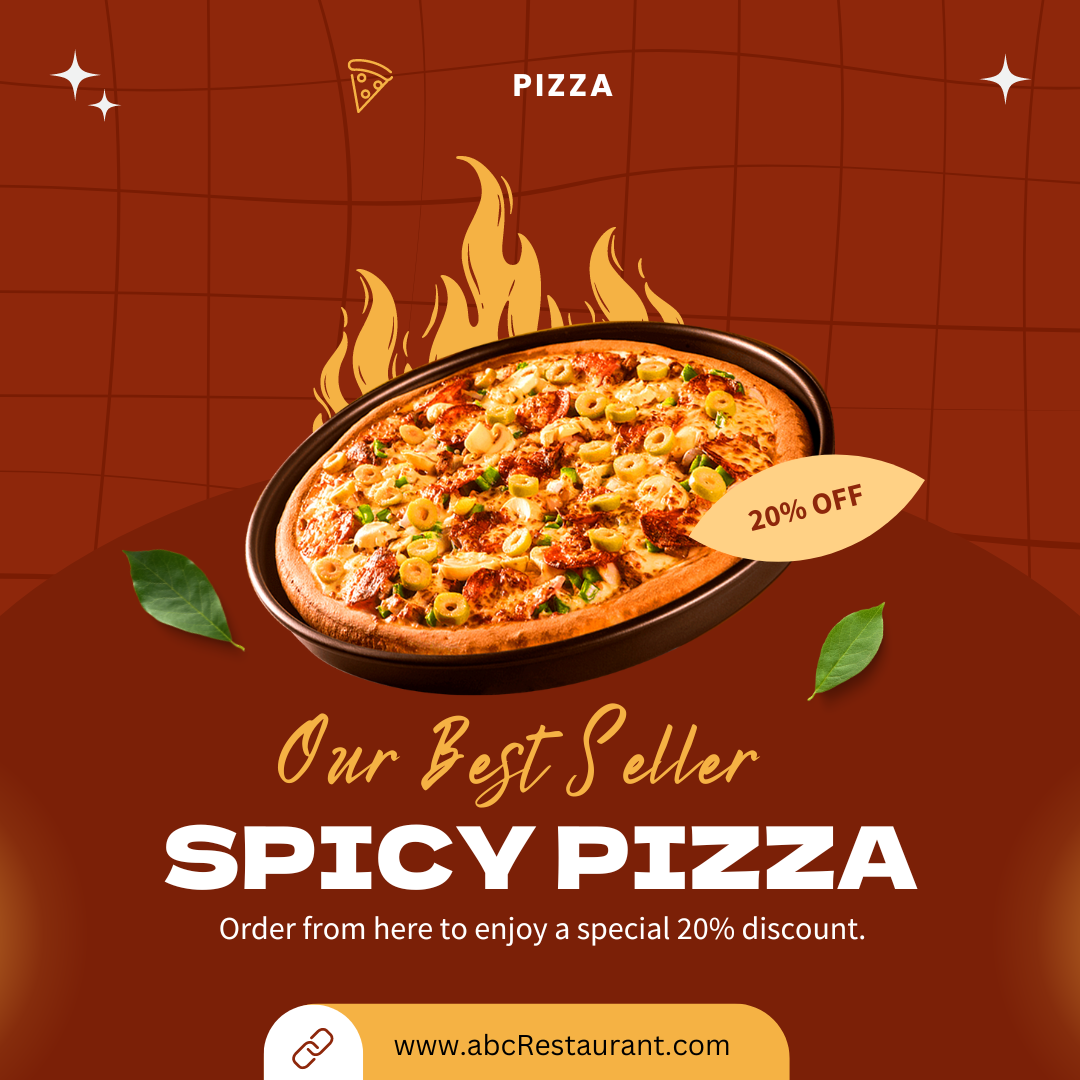 PIZZA
20% OFF
Our Best Seller
SPICY PIZZA
Order from here to enjoy a special 20% discount.
www.abcRestaurant.com